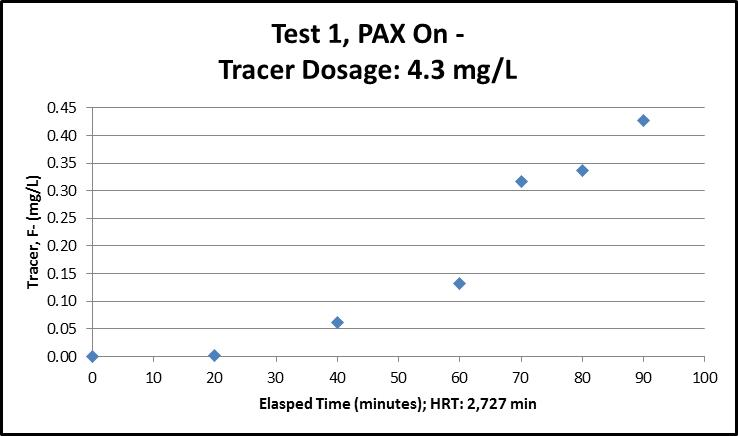 Test 1, PAX On -
Tracer Dosage: 4.3 mg/L
0.45
0.40
0.35
0.30
0.25
0.20
0.15
0.10
0.05
0.00
Tracer, F- (mg/L)
0 10 20 30 40 50 60 70 80 90 100
Elasped Time (minutes); HRT: 2,727 min